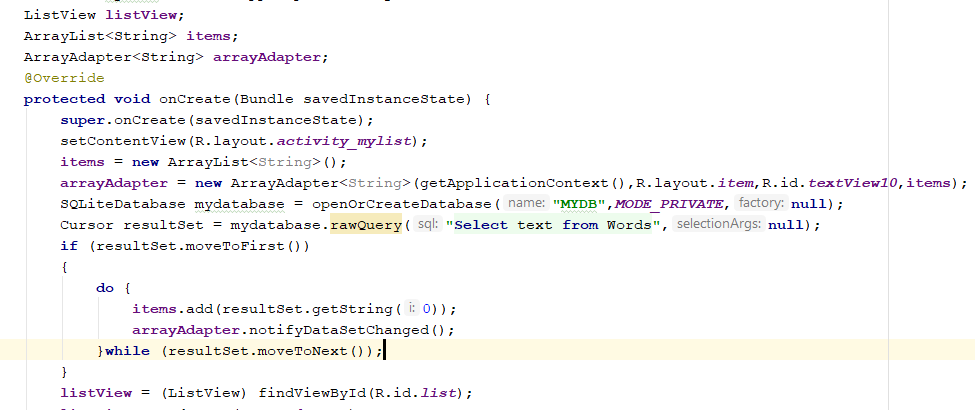 ListView listView;
ArrayList<String> items;
ArrayAdapter<String> arrayAdapter;
@Override
protected void onCreate(Bundle savedInstanceState) {
super.onCreate(savedInstanceState);
setContentView(R.layout.activity_mylist);
items = new ArrayList<String>();
arrayAdapter = new ArrayAdapter<String>(getApplicationContext(),R.layout.item,R.id.textView10,items);
SQLiteDatabase mydatabase = openOrCreateDatabase( name: "MYDB",MODE_PRIVATE, factory: null);
Cursor resultSet = mydatabase.rawQuery( sql: "Select text from Words", selectionArgs: null);
if (resultSet.moveToFirst())
{
do {
items.add(resultSet.getString( i: 0));
arrayAdapter.notifyDataSetChanged();
}while (resultSet.moveToNext());
}
listView = (ListView) findViewById(R.id.list);